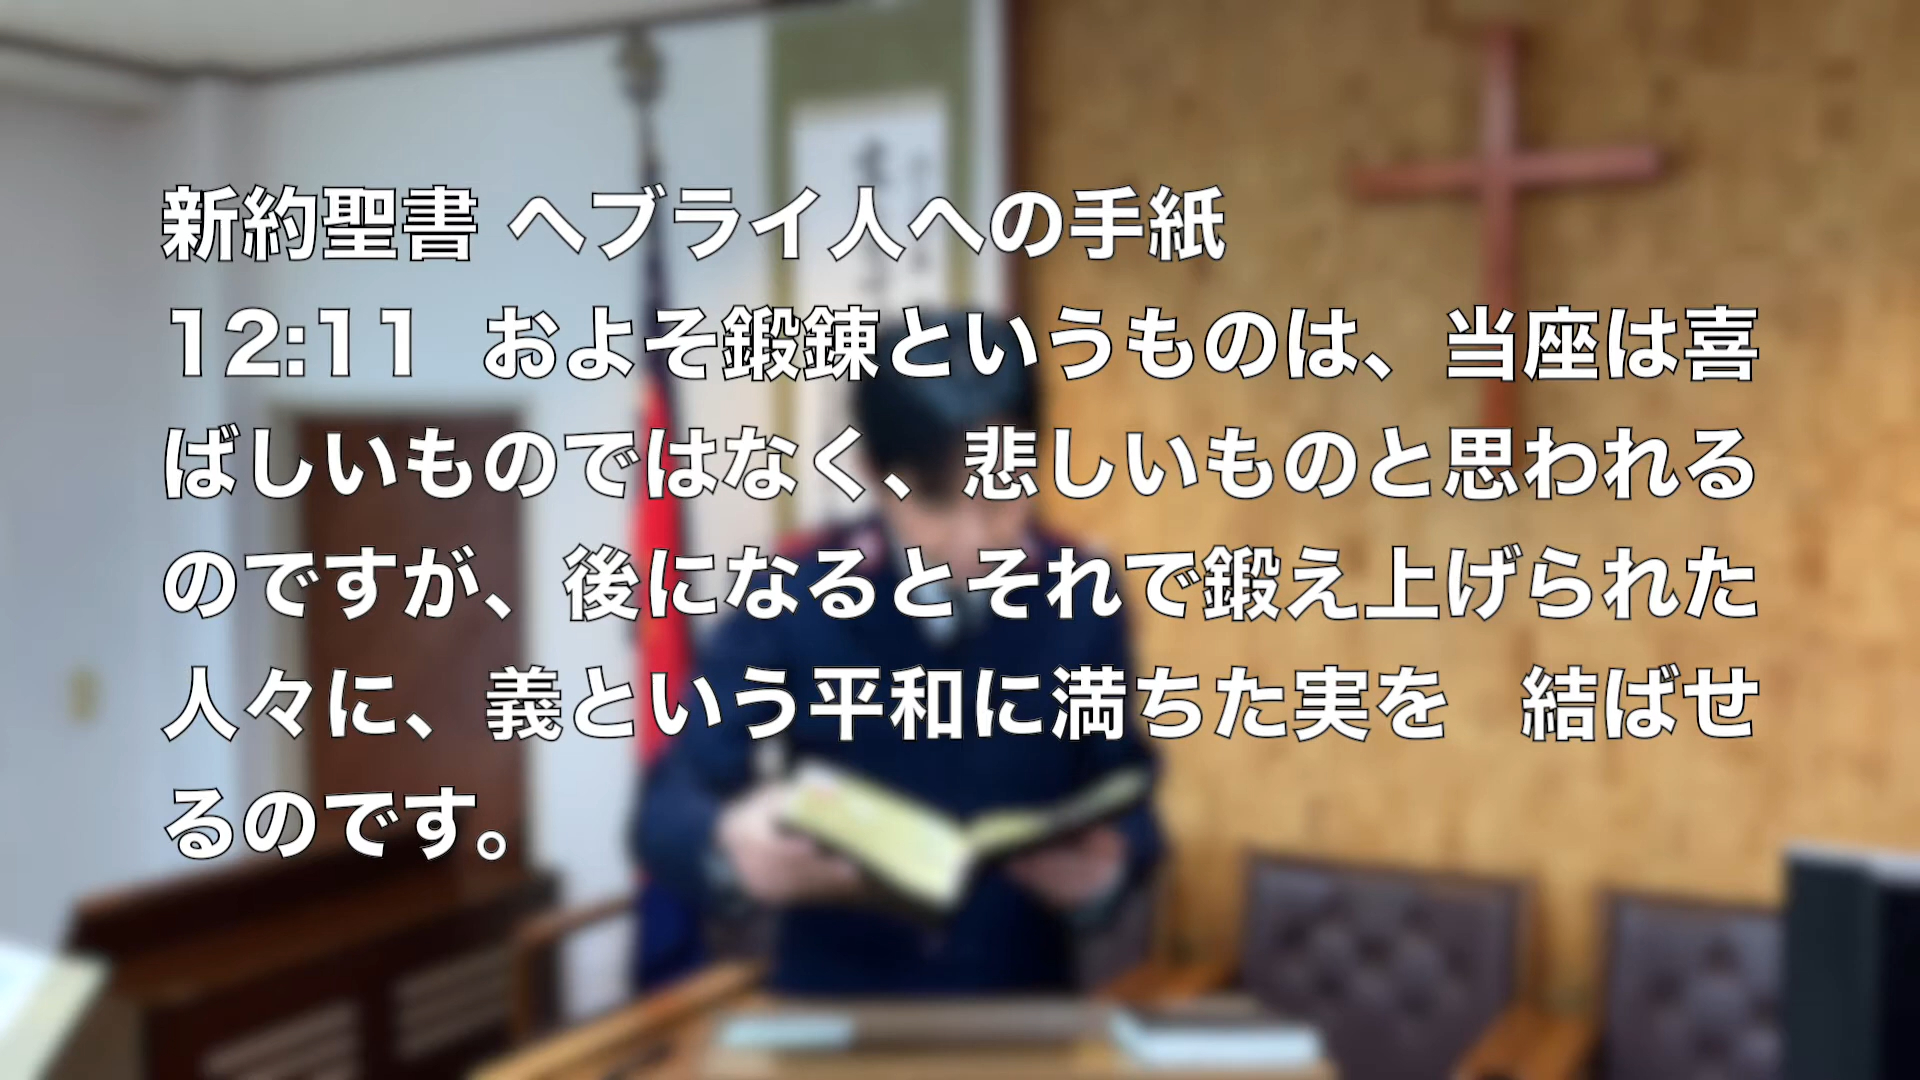 新約聖書 ヘブライ人への手紙
12:11 およそ鍛錬というものは、当座は喜
ばしいものではなく、悲しいものと思われる
のですが、後になるとそれで鍛え上げられた
人々に、義という平和に満ちた実を　結ばせ
るのです。